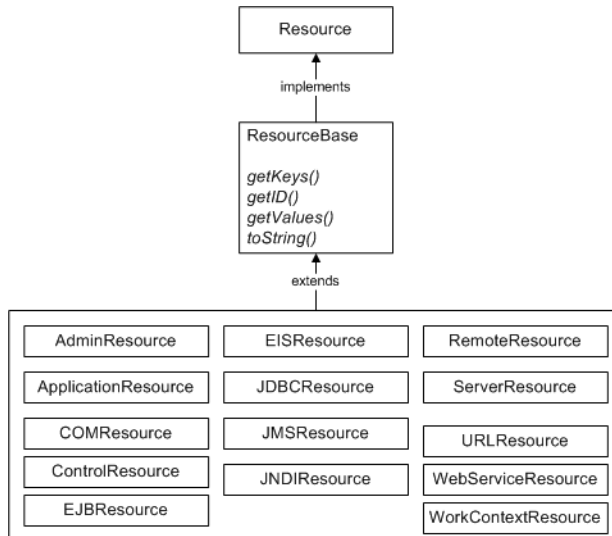 Resource
implements
ResourceBase
getKeys()
getID()
getValues()
toString()
extends
AdminResource
ApplicationResource
COMResource
ControlResource
EJBResource
EISResource
JDBCResource
JMSResource
JNDIResource
RemoteResource
ServerResource
URLResource
WebServiceResource
WorkContextResource